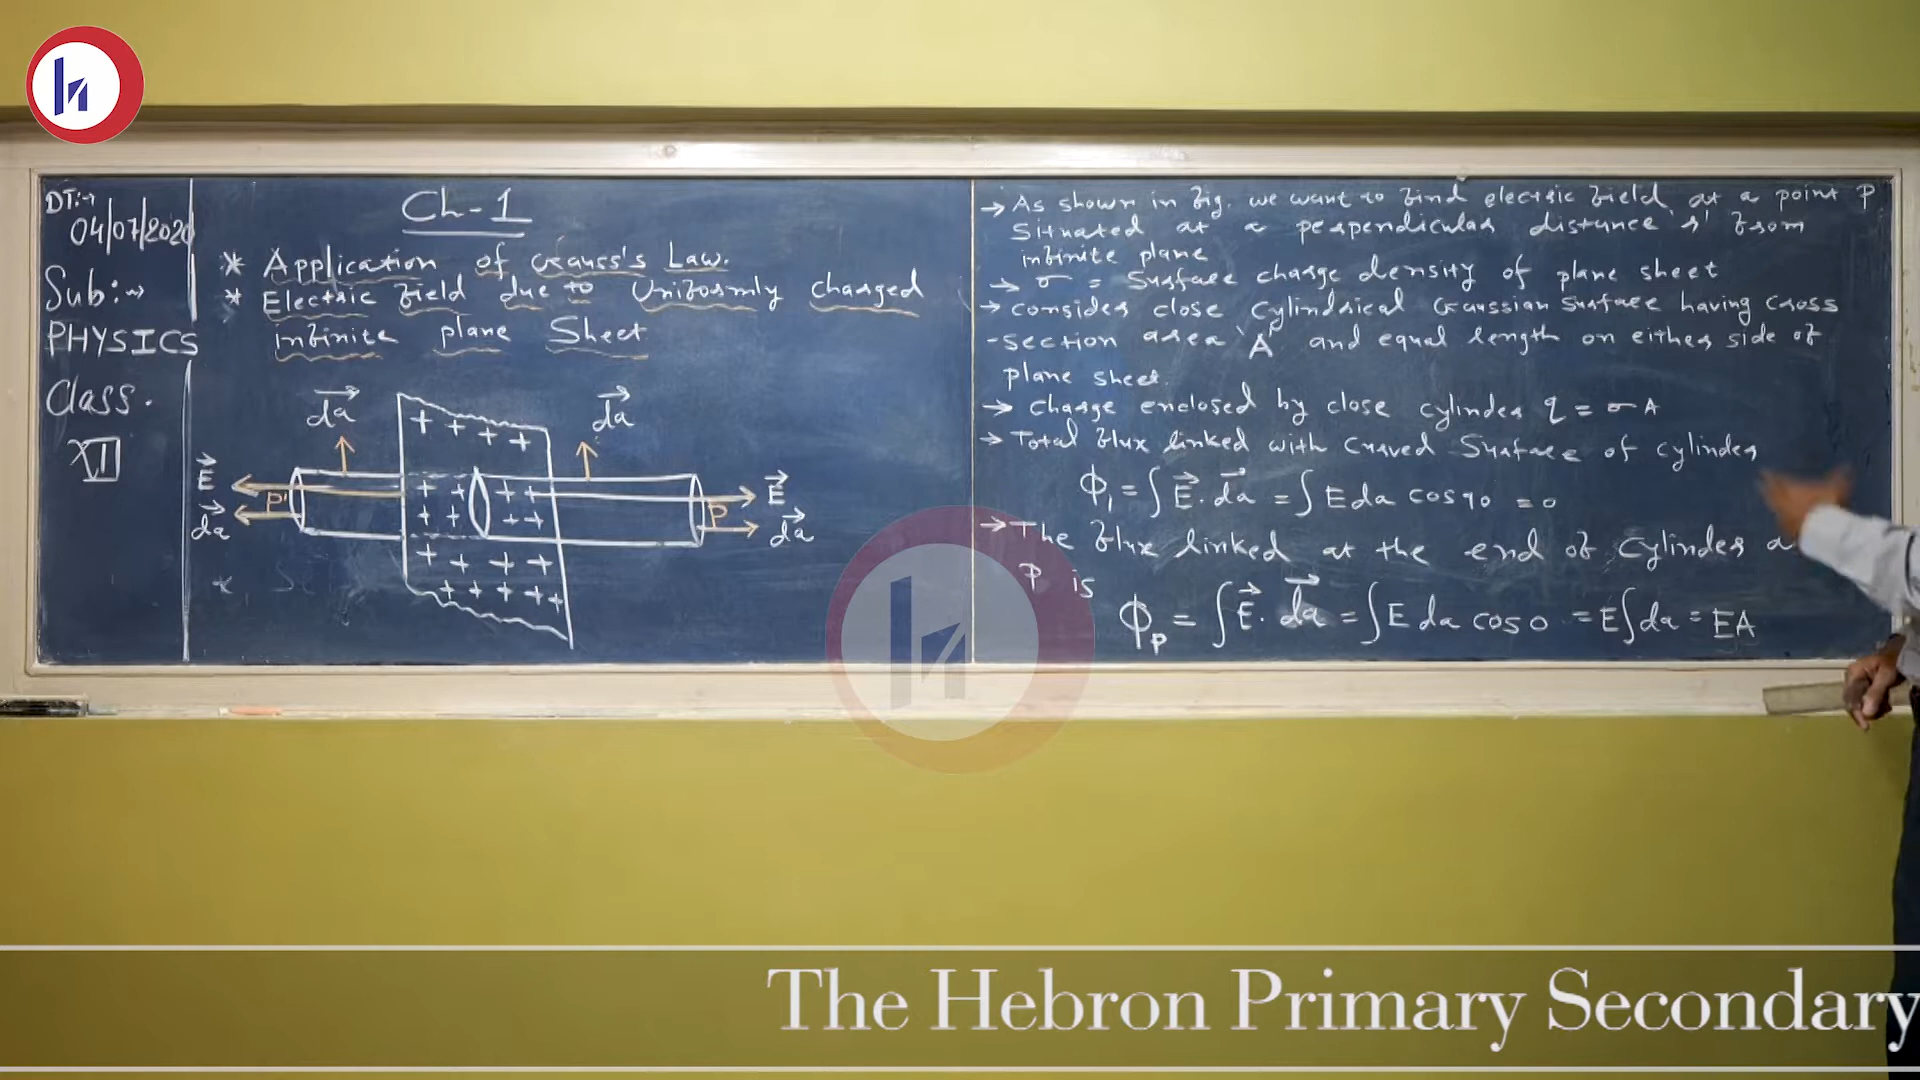 DT:→
04/07/2020
Sub:→
PHYSICS
Class.
XII
Ch-1
* Application of Gauss's Law.
* Electric field due to Uniformly charged
infinite plane Sheet
da
da
E
P'
da
E
P
da
→ As shown in fig. we want to find electric field at a point P
situated at a perpendicular distance 'r' from
infinite plane
→ σ = Surface charge density of plane sheet
→ consider close cylindrical Gaussian surface having cross
-section area 'A' and equal length on either side of
plane sheet.
→ charge enclosed by close cylinder q = σ A
→ Total flux linked with curved Surface of cylinder
ϕ₁ = ∫ E⃗ . da⃗ = ∫ E da cos 90 = 0
→ The flux linked at the end of cylinder
P is
ϕₚ = ∫ E⃗ . da⃗ = ∫ E da cos 0 = E ∫ da = EA
The Hebron Primary Secondary